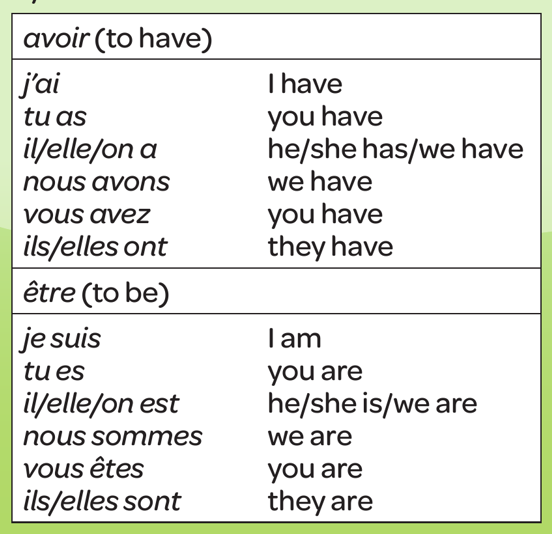 avoir (to have)
j'ai I have
tu as you have
il/elle/on a he/she has/we have
nous avons we have
vous avez you have
ils/elles ont they have
être (to be)
je suis I am
tu es you are
il/elle/on est he/she is/we are
nous sommes we are
vous êtes you are
ils/elles sont they are